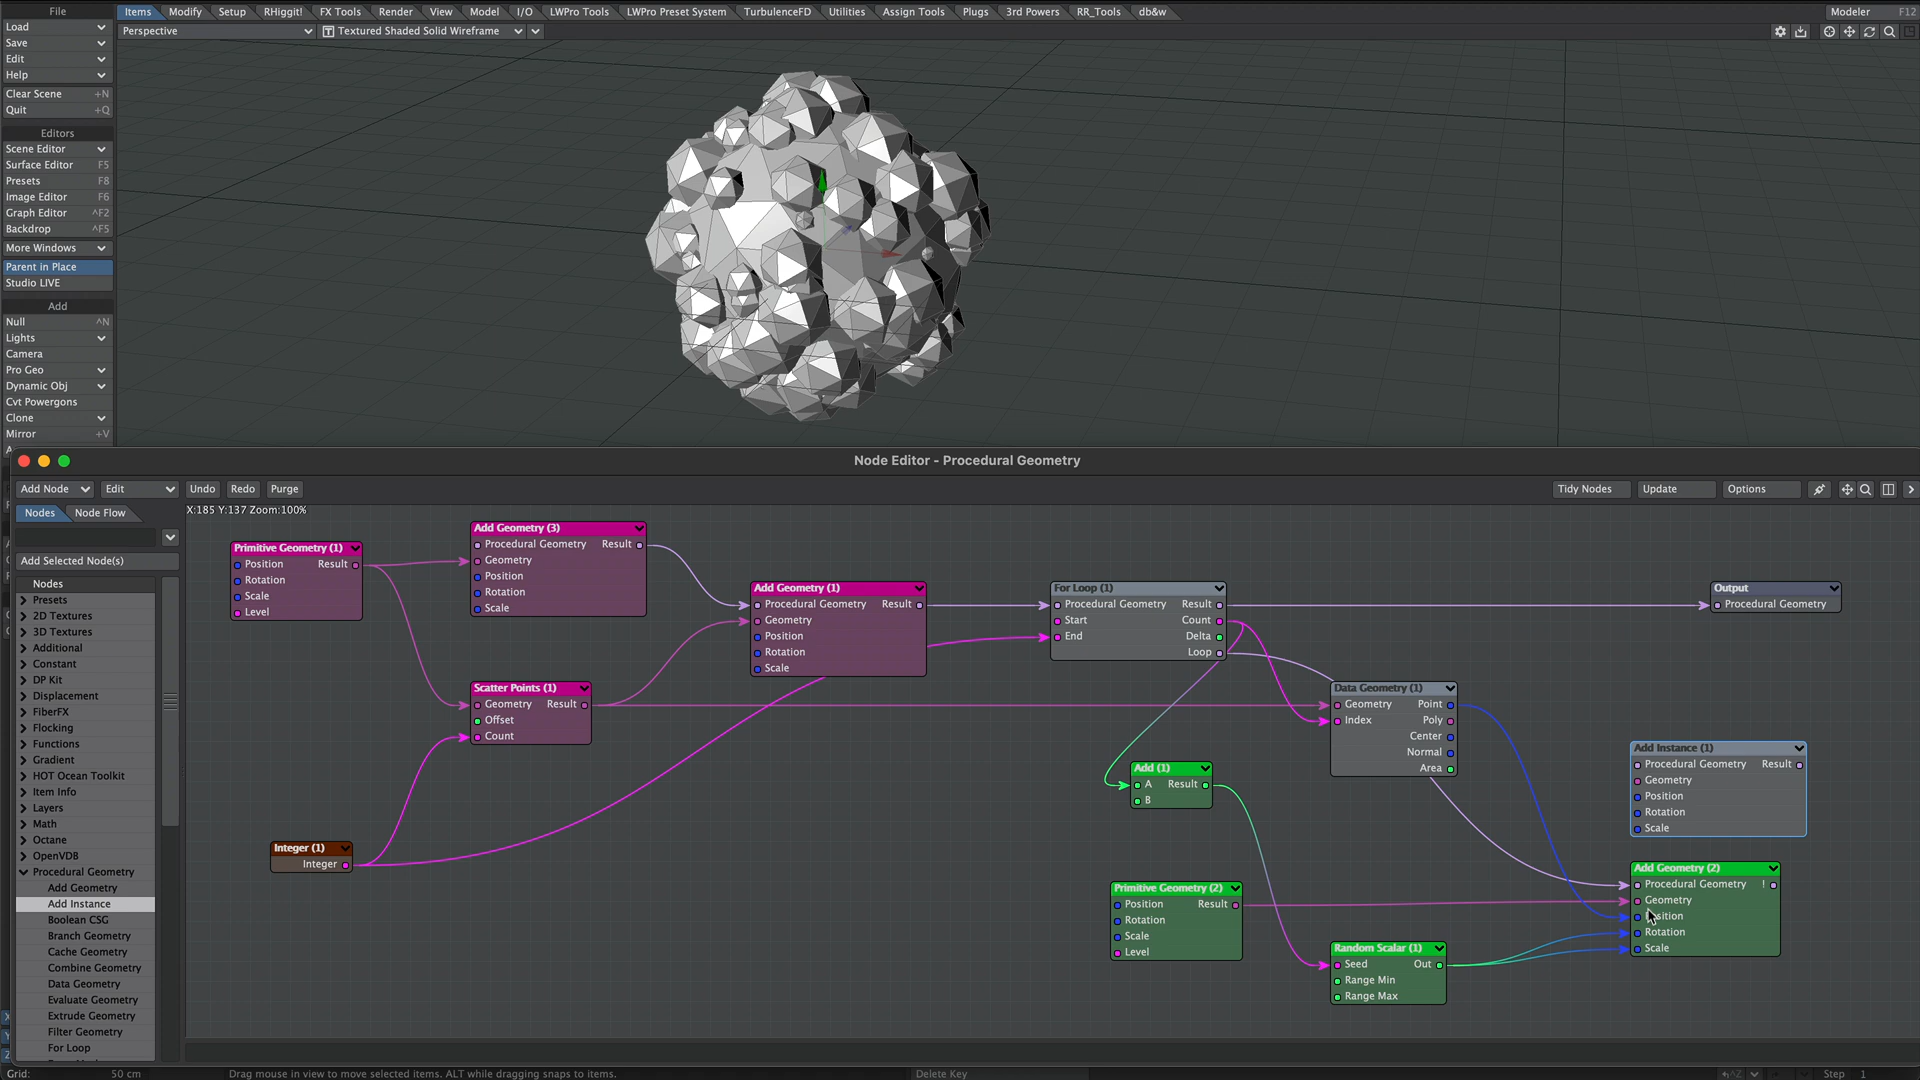 File
Items Modify Setup RHiggit! FX Tools Render View Model I/O LWPro Tools LWPro Preset System TurbulenceFD Utilities Assign Tools Plugs 3rd Powers RR_Tools db&w Modeler F12
Load
Save
Edit
Help
Clear Scene +N
Quit +Q
Editors
Scene Editor
Surface Editor F5
Presets F8
Image Editor F6
Graph Editor ^F2
Backdrop ^F5
More Windows
Parent in Place
Studio LIVE
Add
Null ^N
Lights
Camera
Pro Geo
Dynamic Obj
Cvt Powergons
Clone
Mirror +V
Perspective
T Textured Shaded Solid Wireframe
Node Editor - Procedural Geometry
Add Node Edit Undo Redo Purge Tidy Nodes Update Options
Nodes Node Flow
X:185 Y:137 Zoom:100%
Add Selected Node(s)
Nodes
Presets
2D Textures
3D Textures
Additional
Constant
DP Kit
Displacement
FiberFX
Flocking
Functions
Gradient
HOT Ocean Toolkit
Item Info
Layers
Math
Octane
OpenVDB
Procedural Geometry
Add Geometry
Add Instance
Boolean CSG
Branch Geometry
Cache Geometry
Combine Geometry
Data Geometry
Evaluate Geometry
Extrude Geometry
Filter Geometry
For Loop
Primitive Geometry (1)
Position Result
Rotation
Scale
Level
Add Geometry (3)
Procedural Geometry Result
Geometry
Position
Rotation
Scale
Scatter Points (1)
Geometry Result
Offset
Count
Integer (1)
Integer
Add Geometry (1)
Procedural Geometry Result
Geometry
Position
Rotation
Scale
For Loop (1)
Procedural Geometry Result
Start Count
End Delta
Loop
Add (1)
A Result
B
Primitive Geometry (2)
Position Result
Rotation
Scale
Level
Data Geometry (1)
Geometry Point
Index Poly
Center
Normal
Area
Random Scalar (1)
Seed Out
Range Min
Range Max
Output
Procedural Geometry
Add Instance (1)
Procedural Geometry Result
Geometry
Position
Rotation
Scale
Add Geometry (2)
Procedural Geometry !
Geometry
Rotation
Scale
Grid: 50 cm Drag mouse in view to move selected items. ALT while dragging snaps to items. Delete Key Step 1